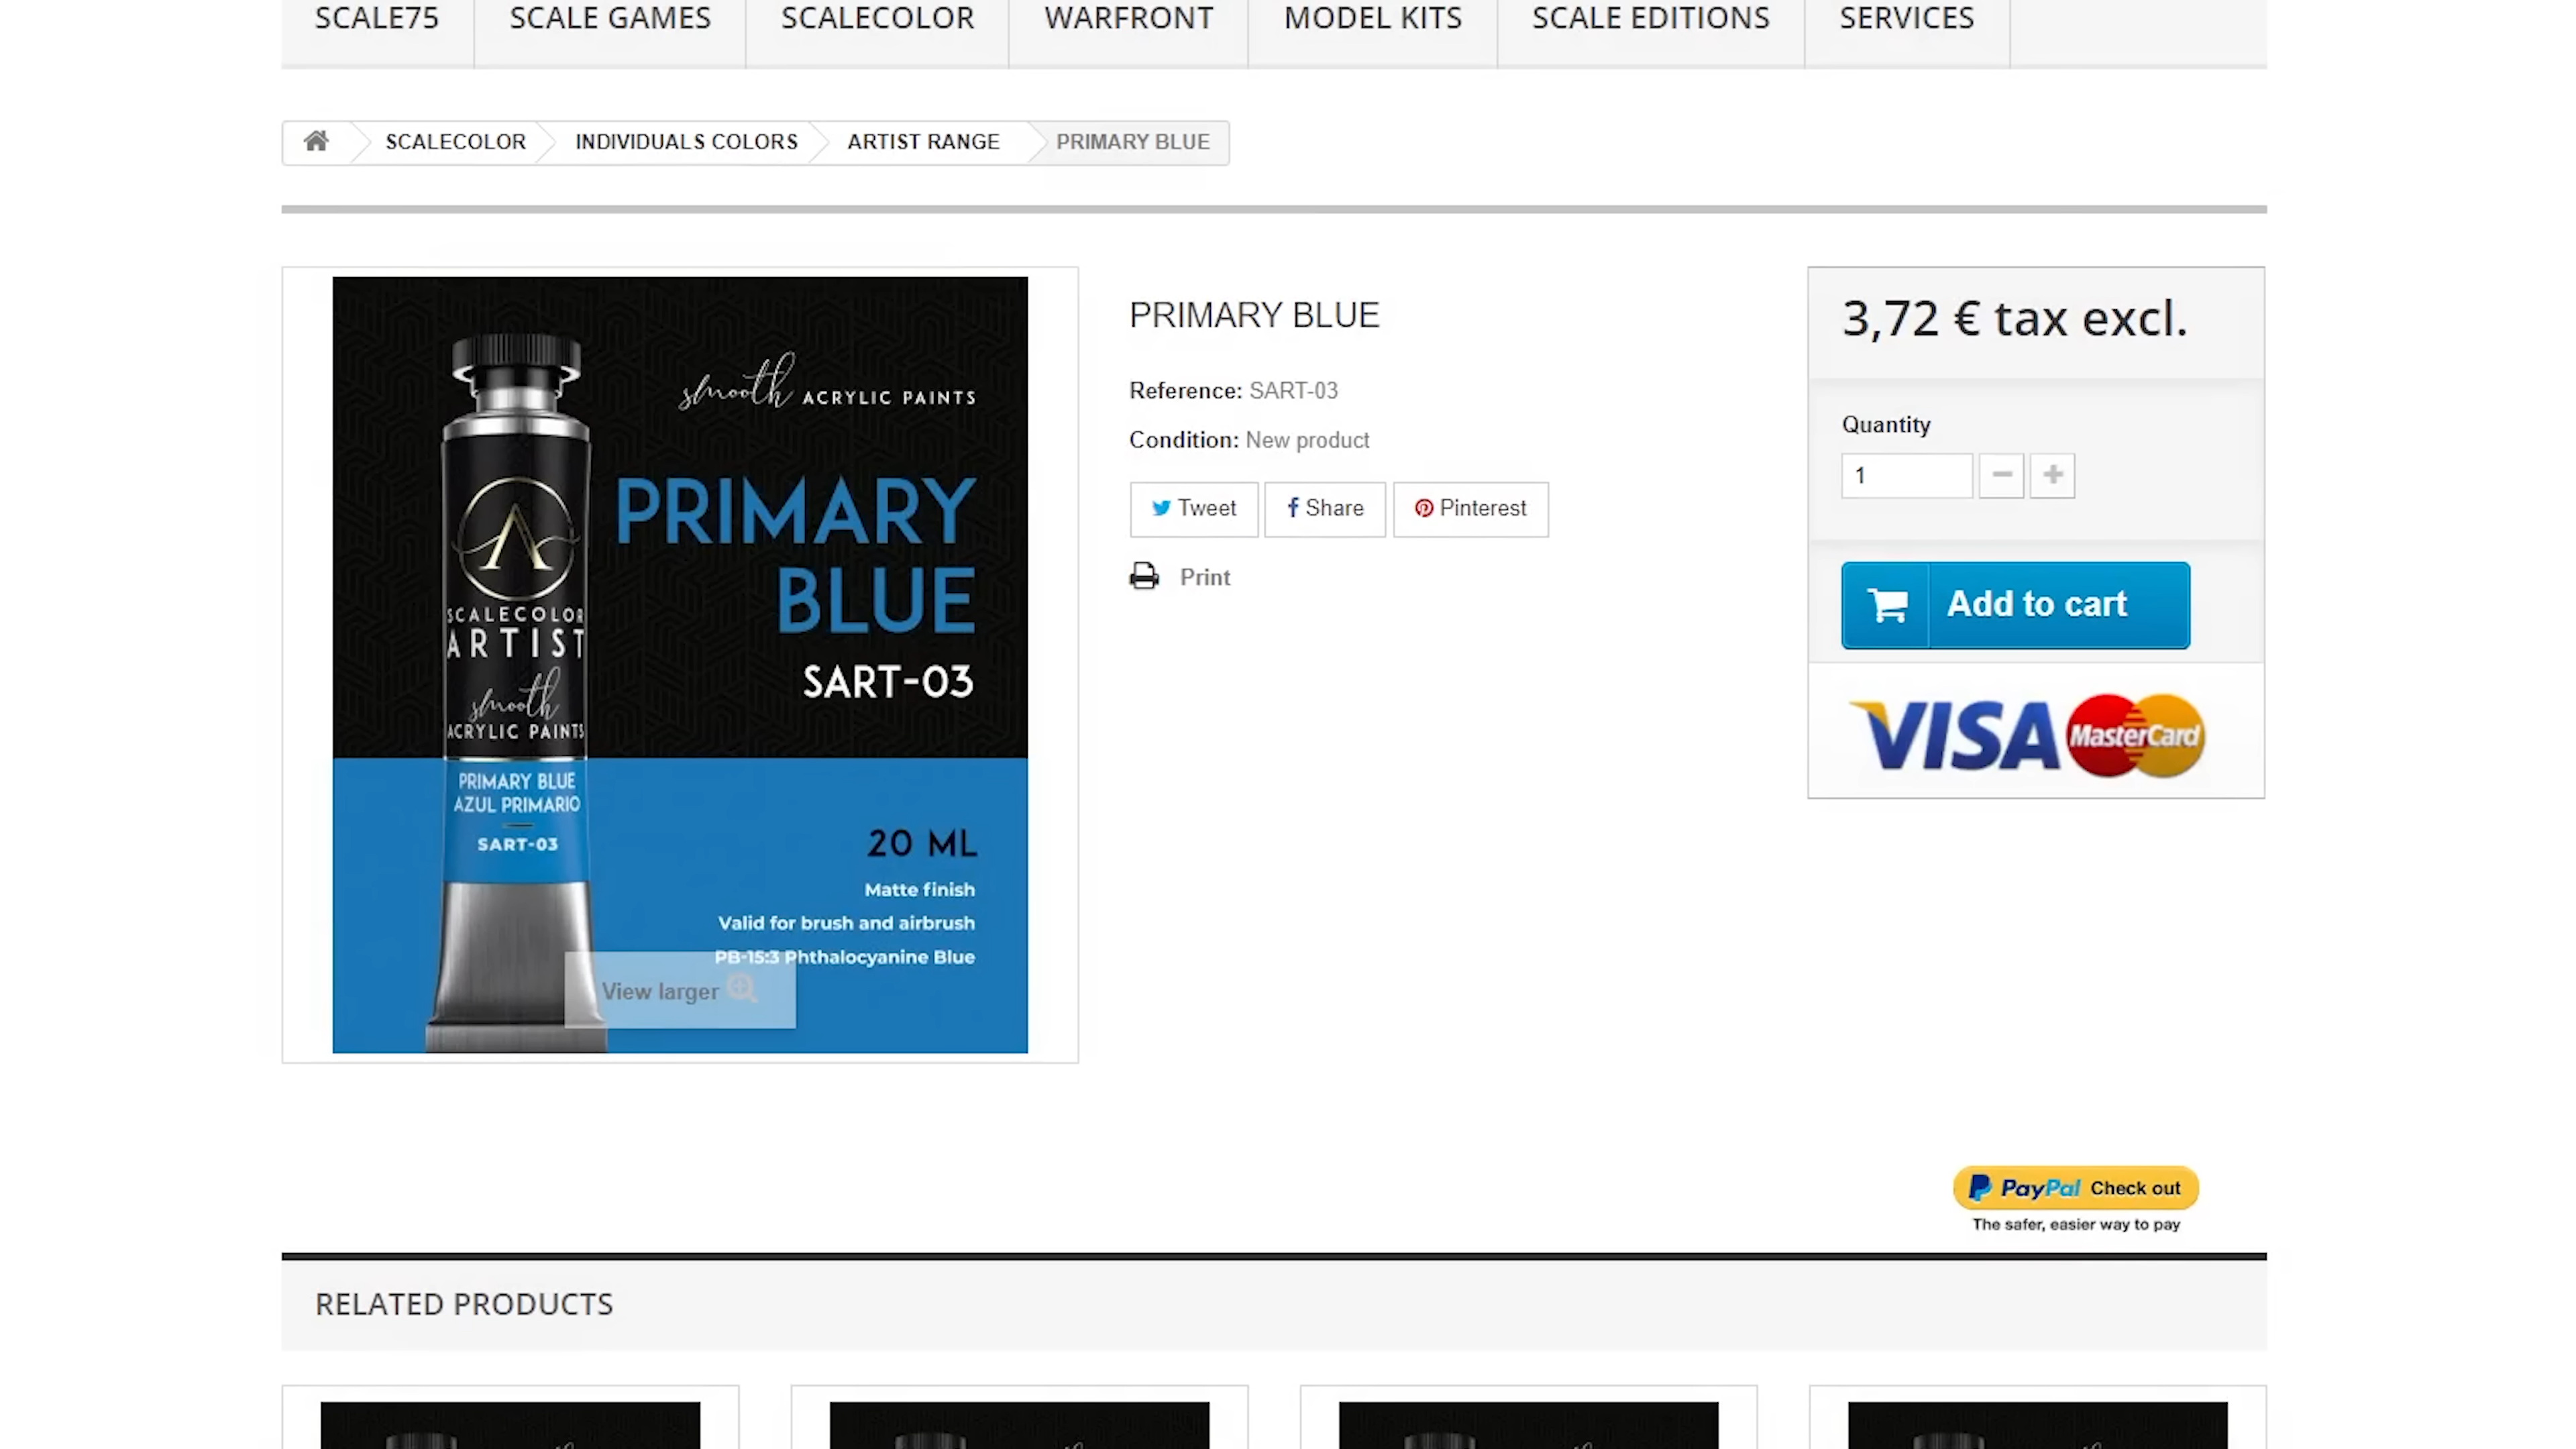 SCALE75
SCALE GAMES
SCALECOLOR
WARFRONT
MODEL KITS
SCALE EDITIONS
SERVICES
SCALECOLOR
INDIVIDUALS COLORS
ARTIST RANGE
PRIMARY BLUE
smooth ACRYLIC PAINTS
PRIMARY
BLUE
SART-03
SCALECOLOR
ARTIST
smooth
ACRYLIC PAINTS
PRIMARY BLUE
AZUL PRIMARIO
SART-03
20 ML
Matte finish
Valid for brush and airbrush
PB-15:3 Phthalocyanine Blue
View larger
PRIMARY BLUE
Reference: SART-03
Condition: New product
Tweet
Share
Pinterest
Print
3,72 € tax excl.
Quantity
1
Add to cart
VISA MasterCard
PayPal Check out
The safer, easier way to pay
RELATED PRODUCTS